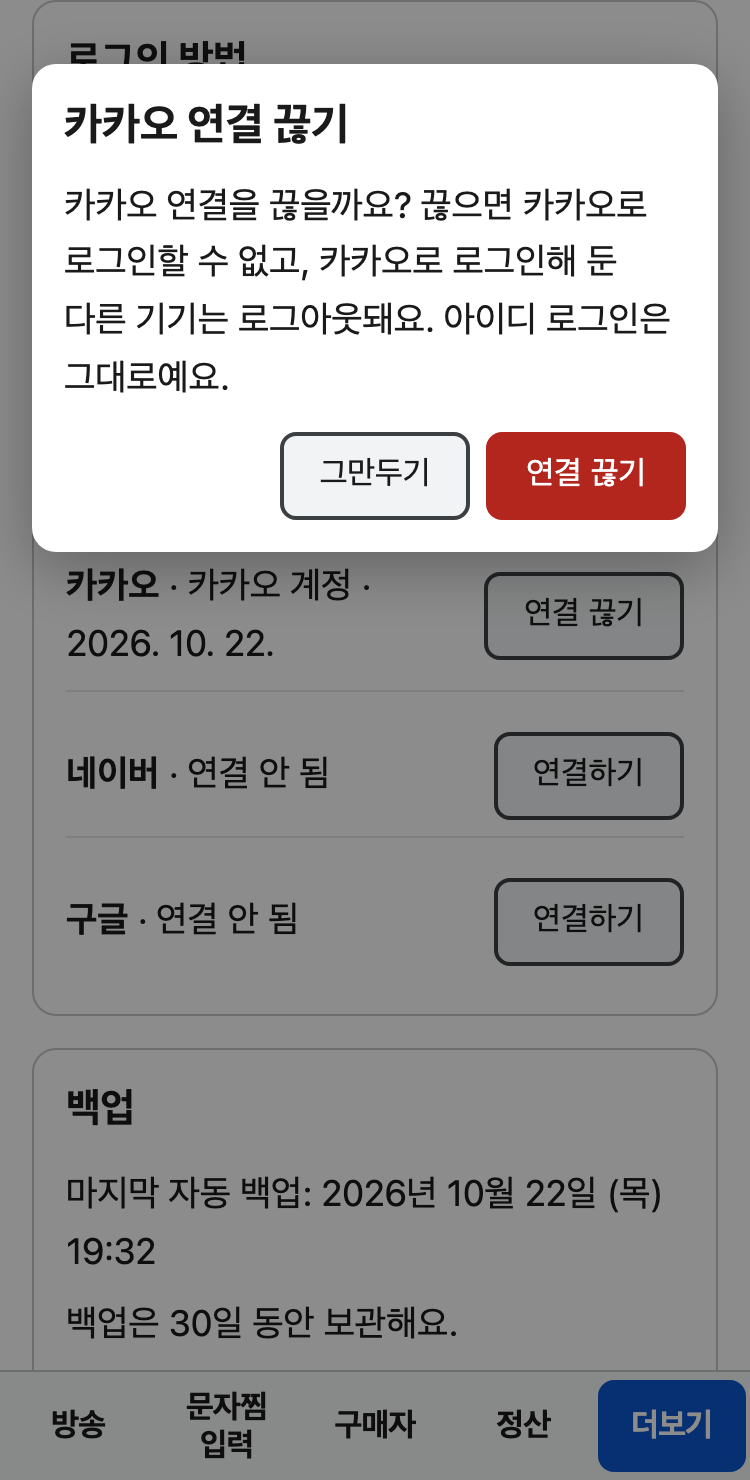 로그인 방법
카카오 연결 끊기
카카오 연결을 끊을까요? 끊으면 카카오로
로그인할 수 없고, 카카오로 로그인해 둔
다른 기기는 로그아웃돼요. 아이디 로그인은
그대로예요.
그만두기
연결 끊기
카카오 · 카카오 계정 ·
2026. 10. 22.
연결 끊기
네이버 · 연결 안 됨
연결하기
구글 · 연결 안 됨
연결하기
백업
마지막 자동 백업: 2026년 10월 22일 (목)
19:32
백업은 30일 동안 보관해요.
방송
문자찜
입력
구매자
정산
더보기